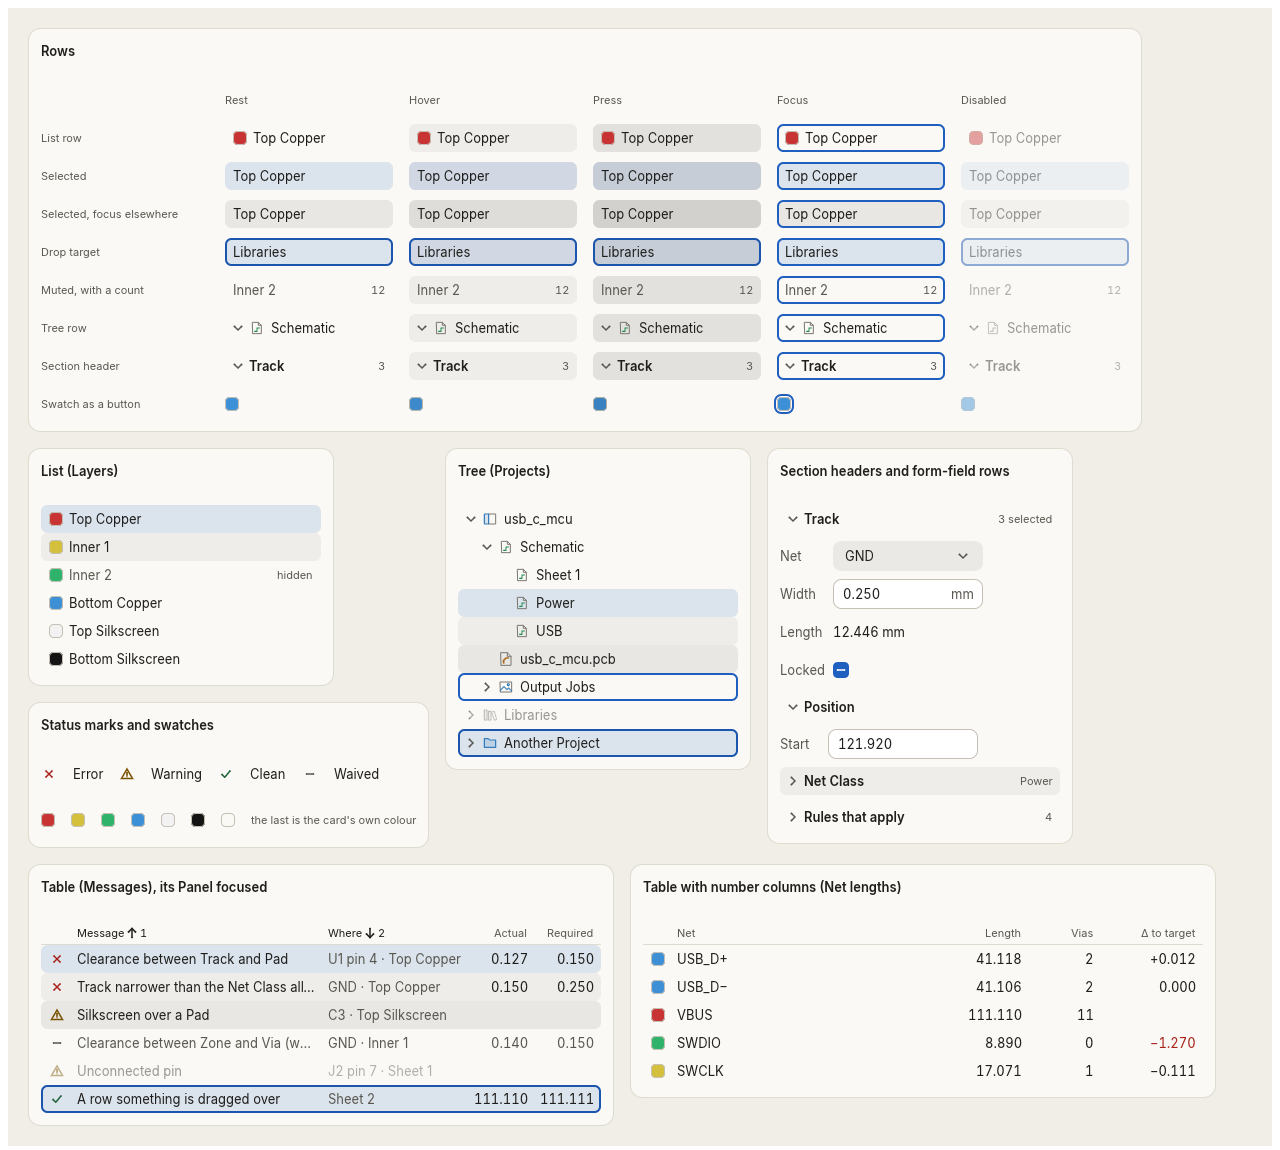 Rows
Rest Hover Press Focus Disabled
List row Top Copper Top Copper Top Copper Top Copper Top Copper
Selected Top Copper Top Copper Top Copper Top Copper Top Copper
Selected, focus elsewhere Top Copper Top Copper Top Copper Top Copper Top Copper
Drop target Libraries Libraries Libraries Libraries Libraries
Muted, with a count Inner 2 12 Inner 2 12 Inner 2 12 Inner 2 12 Inner 2 12
Tree row Schematic Schematic Schematic Schematic Schematic
Section header Track 3 Track 3 Track 3 Track 3 Track 3
Swatch as a button
List (Layers)
Top Copper
Inner 1
Inner 2 hidden
Bottom Copper
Top Silkscreen
Bottom Silkscreen
Status marks and swatches
Error Warning Clean Waived
the last is the card's own colour
Tree (Projects)
usb_c_mcu
Schematic
Sheet 1
Power
USB
usb_c_mcu.pcb
Output Jobs
Libraries
Another Project
Section headers and form-field rows
Track 3 selected
Net GND
Width 0.250 mm
Length 12.446 mm
Locked
Position
Start 121.920
Net Class Power
Rules that apply 4
Table (Messages), its Panel focused
Message ↑ 1 Where ↓ 2 Actual Required
Clearance between Track and Pad U1 pin 4 · Top Copper 0.127 0.150
Track narrower than the Net Class all… GND · Top Copper 0.150 0.250
Silkscreen over a Pad C3 · Top Silkscreen
Clearance between Zone and Via (w… GND · Inner 1 0.140 0.150
Unconnected pin J2 pin 7 · Sheet 1
A row something is dragged over Sheet 2 111.110 111.111
Table with number columns (Net lengths)
Net Length Vias Δ to target
USB_D+ 41.118 2 +0.012
USB_D− 41.106 2 0.000
VBUS 111.110 11
SWDIO 8.890 0 −1.270
SWCLK 17.071 1 −0.111